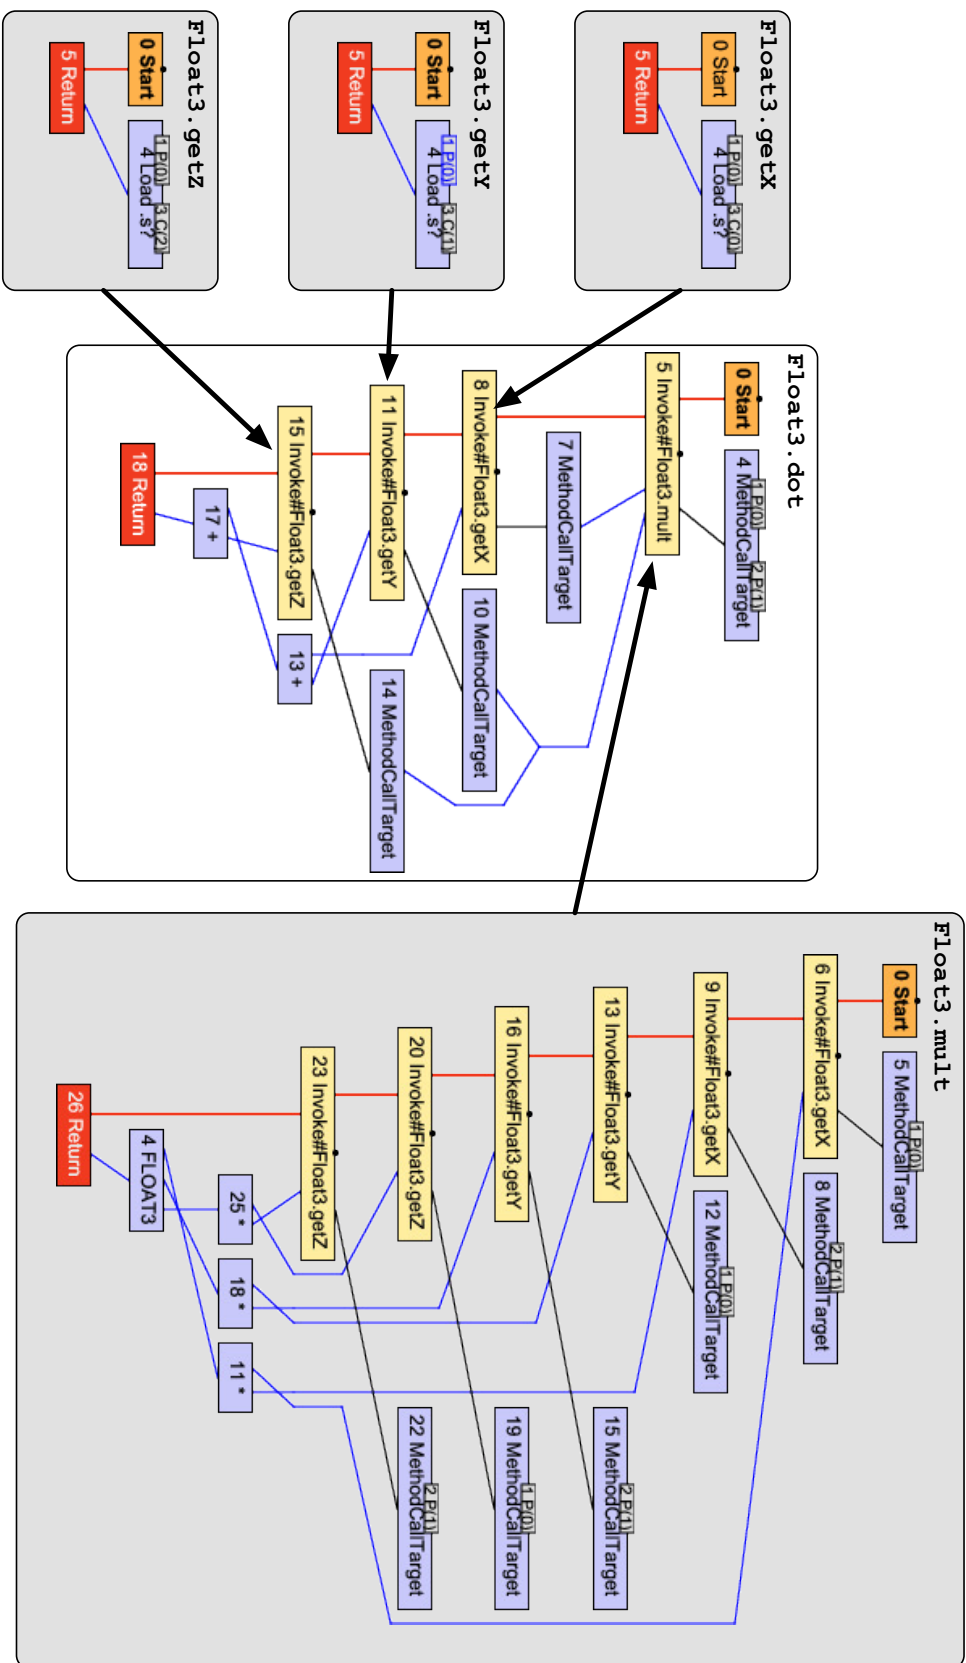 Float3.getX
0 Start
1 P(0)
3 C(0)
4 Load .s?
5 Return
Float3.getY
0 Start
1 P(0)
3 C(1)
4 Load .s?
5 Return
Float3.getZ
0 Start
1 P(0)
3 C(2)
4 Load .s?
5 Return
Float3.dot
0 Start
1 P(0)
2 P(1)
4 MethodCallTarget
5 Invoke#Float3.mult
7 MethodCallTarget
8 Invoke#Float3.getX
10 MethodCallTarget
11 Invoke#Float3.getY
14 MethodCallTarget
15 Invoke#Float3.getZ
13 +
17 +
18 Return
Float3.mult
0 Start
1 P(0)
5 MethodCallTarget
6 Invoke#Float3.getX
2 P(1)
8 MethodCallTarget
9 Invoke#Float3.getX
1 P(0)
12 MethodCallTarget
13 Invoke#Float3.getY
2 P(1)
15 MethodCallTarget
16 Invoke#Float3.getY
1 P(0)
19 MethodCallTarget
20 Invoke#Float3.getZ
2 P(1)
22 MethodCallTarget
23 Invoke#Float3.getZ
25 *
18 *
11 *
4 FLOAT3
26 Return